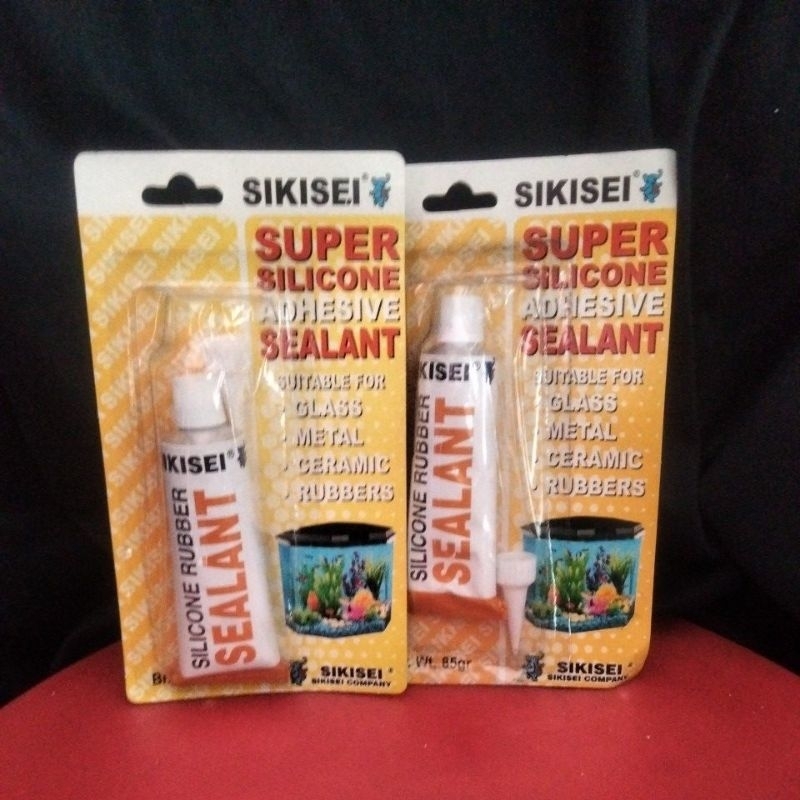 SIKISEI®
SUPER
SILICONE
ADHESIVE
SEALANT
SUITABLE FOR
• GLASS
• METAL
• CERAMIC
• RUBBERS
SIKISEI®
SILICONE RUBBER
SEALANT
SIKISEI®
SIKISEI COMPANY
SIKISEI®
SUPER
SILICONE
ADHESIVE
SEALANT
SUITABLE FOR
• GLASS
• METAL
• CERAMIC
• RUBBERS
KISEI
SILICONE RUBBER
SEALANT
Wt. 85gr
SIKISEI®
SIKISEI COMPANY